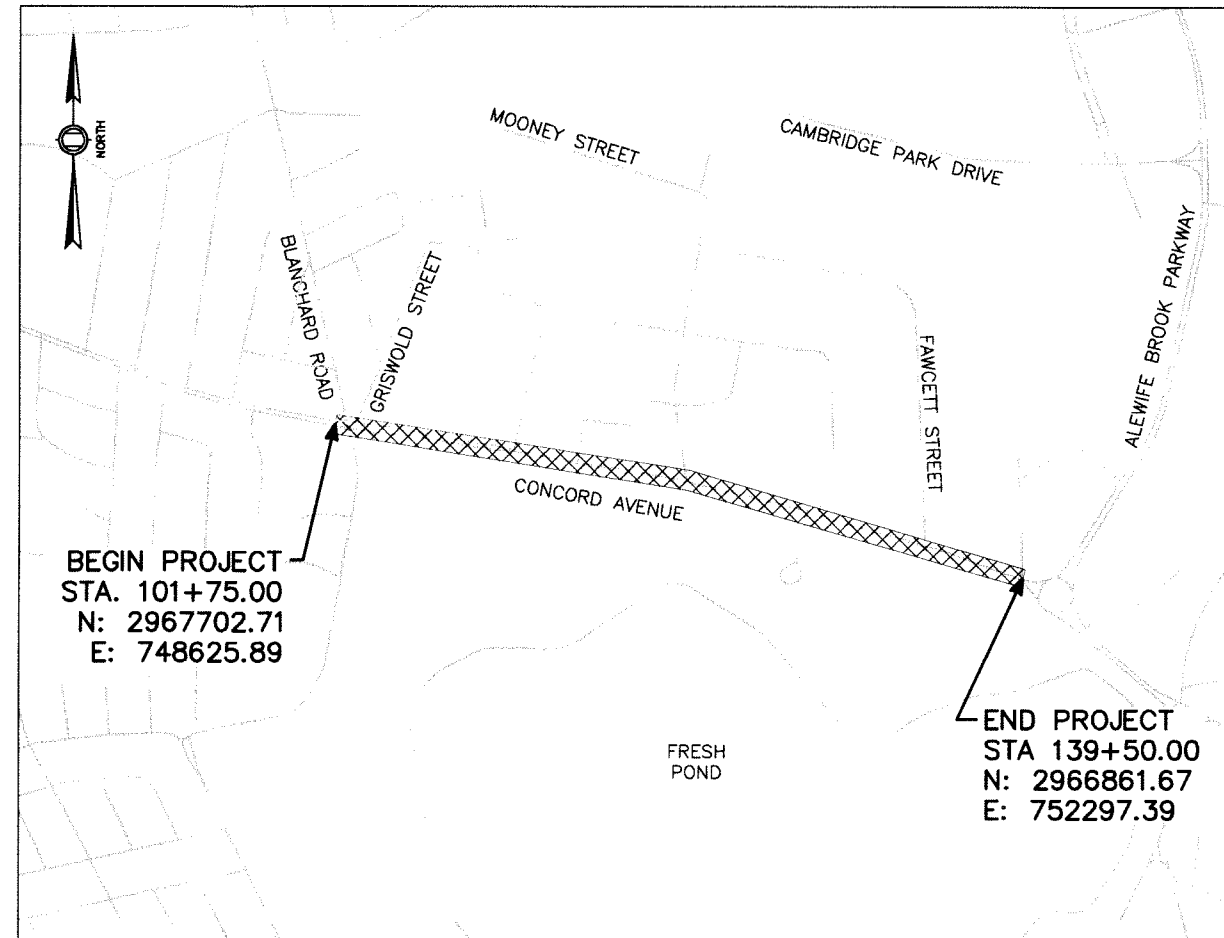 NORTH
MOONEY STREET
CAMBRIDGE PARK DRIVE
BLANCHARD ROAD
GRISWOLD STREET
ALEWIFE BROOK PARKWAY
FAWCETT STREET
CONCORD AVENUE
BEGIN PROJECT
STA. 101+75.00
N: 2967702.71
E: 748625.89
FRESH
POND
END PROJECT
STA 139+50.00
N: 2966861.67
E: 752297.39